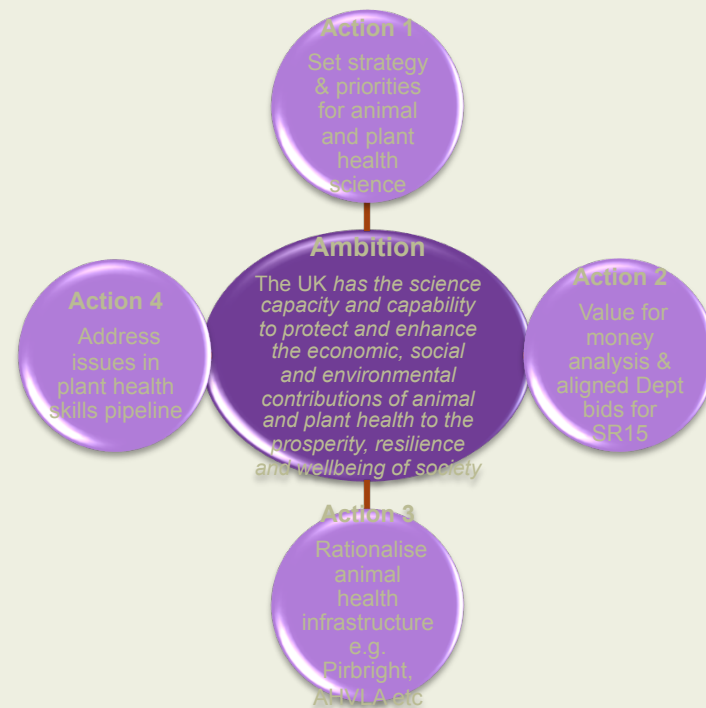 Action 1
Set strategy
& priorities
for animal
and plant
health
science
Ambition
The UK has the science
capacity and capability
to protect and enhance
the economic, social
and environmental
contributions of animal
and plant health to the
prosperity, resilience
and wellbeing of society
Action 2
Value for
money
analysis &
aligned Dept
bids for
SR15
Action 3
Rationalise
animal
health
infrastructure
e.g.
Pirbright,
AHVLA etc
Action 4
Address
issues in
plant health
skills pipeline